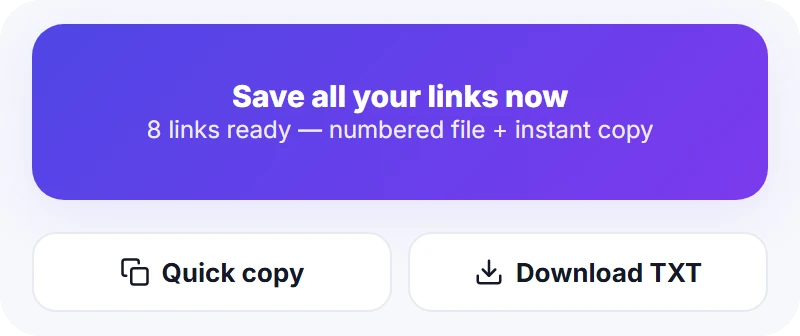 Save all your links now
8 links ready — numbered file + instant copy
Quick copy
Download TXT